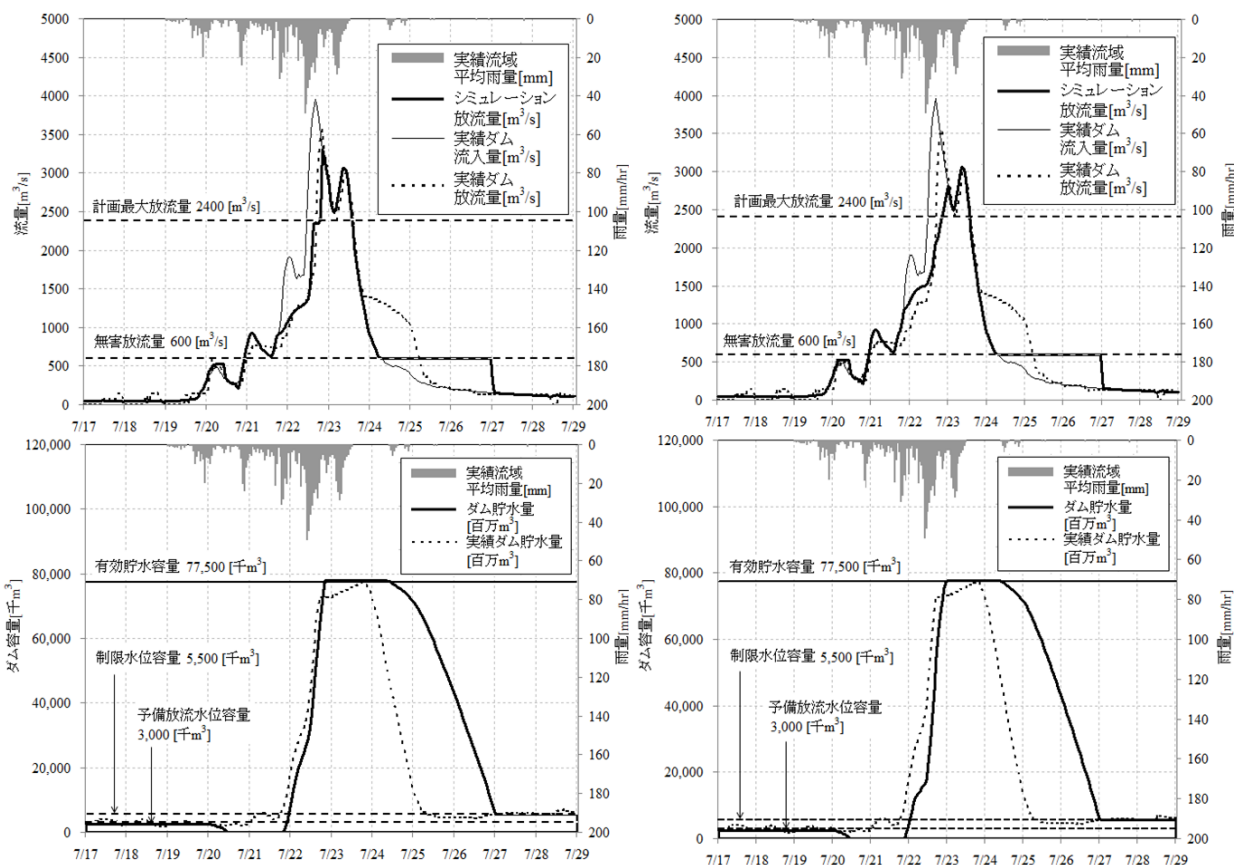 5000
4500
4000
3500
3000
2500
2000
1500
1000
500
0
流量[m³/s]
0
20
40
60
80
100
120
140
160
180
200
雨量[mm/hr]
実績流域
平均雨量[mm]
シミュレーション
放流量[m³/s]
実績ダム
流入量[m³/s]
実績ダム
放流量[m³/s]
計画最大放流量 2400 [m³/s]
無害放流量 600 [m³/s]
7/17 7/18 7/19 7/20 7/21 7/22 7/23 7/24 7/25 7/26 7/27 7/28 7/29
5000
4500
4000
3500
3000
2500
2000
1500
1000
500
0
流量[m³/s]
0
20
40
60
80
100
120
140
160
180
200
雨量[mm/hr]
実績流域
平均雨量[mm]
シミュレーション
放流量[m³/s]
実績ダム
流入量[m³/s]
実績ダム
放流量[m³/s]
計画最大放流量 2400 [m³/s]
無害放流量 600 [m³/s]
7/17 7/18 7/19 7/20 7/21 7/22 7/23 7/24 7/25 7/26 7/27 7/28 7/29
120,000
100,000
80,000
60,000
40,000
20,000
0
ダム容量[千m³]
0
20
40
60
80
100
120
140
160
180
200
雨量[mm/hr]
実績流域
平均雨量[mm]
ダム貯水量
[百万m³]
実績ダム貯水量
[百万m³]
有効貯水容量 77,500 [千m³]
制限水位容量 5,500 [千m³]
予備放流水位容量
3,000 [千m³]
7/17 7/18 7/19 7/20 7/21 7/22 7/23 7/24 7/25 7/26 7/27 7/28 7/29
120,000
100,000
80,000
60,000
40,000
20,000
0
ダム容量[千m³]
0
20
40
60
80
100
120
140
160
180
200
雨量[mm/hr]
実績流域
平均雨量[mm]
ダム貯水量
[百万m³]
実績ダム貯水量
[百万m³]
有効貯水容量 77,500 [千m³]
制限水位容量 5,500 [千m³]
予備放流水位容量
3,000 [千m³]
7/17 7/18 7/19 7/20 7/21 7/22 7/23 7/24 7/25 7/26 7/27 7/28 7/29